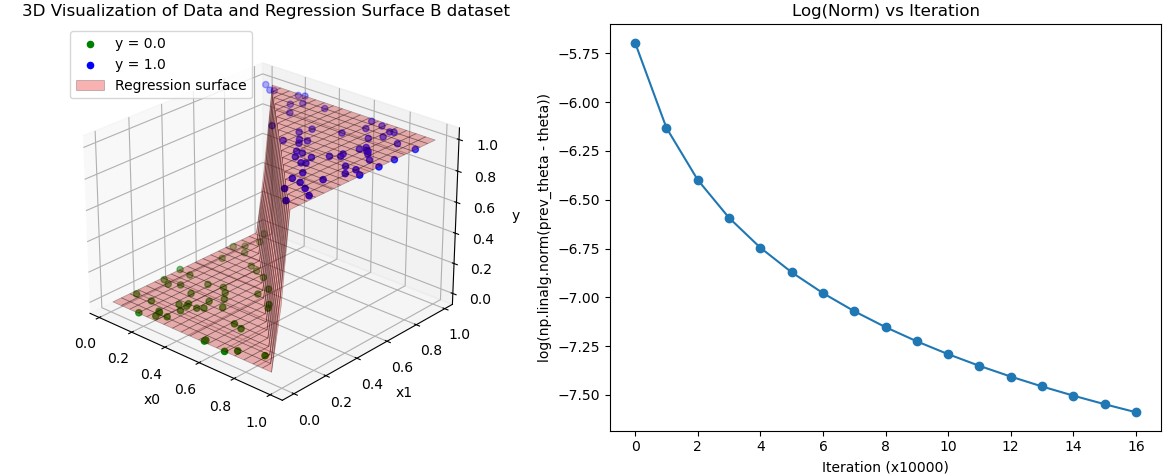 3D Visualization of Data and Regression Surface B dataset
y = 0.0
y = 1.0
Regression surface
1.0
0.8
0.6
0.4
0.2
0.0
y
0.0
0.2
0.4
0.6
0.8
1.0
x0
0.0
0.2
0.4
0.6
0.8
1.0
x1
Log(Norm) vs Iteration
−5.75
−6.00
−6.25
−6.50
−6.75
−7.00
−7.25
−7.50
log(np.linalg.norm(prev_theta - theta))
0 2 4 6 8 10 12 14 16
Iteration (x10000)